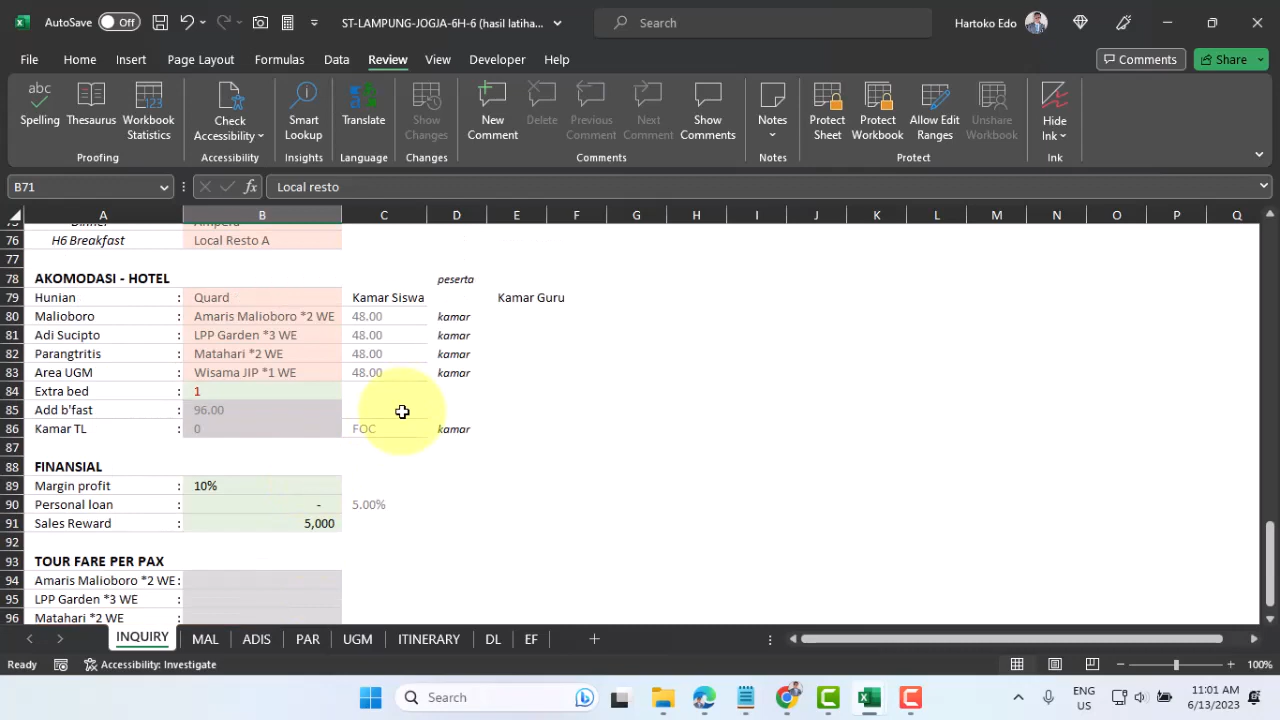 AutoSave Off ST-LAMPUNG-JOGJA-6H-6 (hasil latiha... Search Hartoko Edo
File Home Insert Page Layout Formulas Data Review View Developer Help Comments Share
Spelling Thesaurus Workbook Statistics Check Accessibility Smart Lookup Translate Show Changes New Comment Delete Previous Comment Next Comment Show Comments Notes Protect Sheet Protect Workbook Allow Edit Ranges Unshare Workbook Hide Ink
Proofing Accessibility Insights Language Changes Comments Notes Protect Ink
B71 fx Local resto
A B C D E F G H I J K L M N O P Q
76 H6 Breakfast Local Resto A
77
78 AKOMODASI - HOTEL peserta
79 Hunian : Quard Kamar Siswa Kamar Guru
80 Malioboro : Amaris Malioboro *2 WE 48.00 kamar
81 Adi Sucipto : LPP Garden *3 WE 48.00 kamar
82 Parangtritis : Matahari *2 WE 48.00 kamar
83 Area UGM : Wisama JIP *1 WE 48.00 kamar
84 Extra bed : 1
85 Add b'fast : 96.00
86 Kamar TL : 0 FOC kamar
87
88 FINANSIAL
89 Margin profit : 10%
90 Personal loan : - 5.00%
91 Sales Reward : 5,000
92
93 TOUR FARE PER PAX
94 Amaris Malioboro *2 WE :
95 LPP Garden *3 WE :
96 Matahari *2 WE :
INQUIRY MAL ADIS PAR UGM ITINERARY DL EF
Ready Accessibility: Investigate 100%
Search ENG US 11:01 AM 6/13/2023